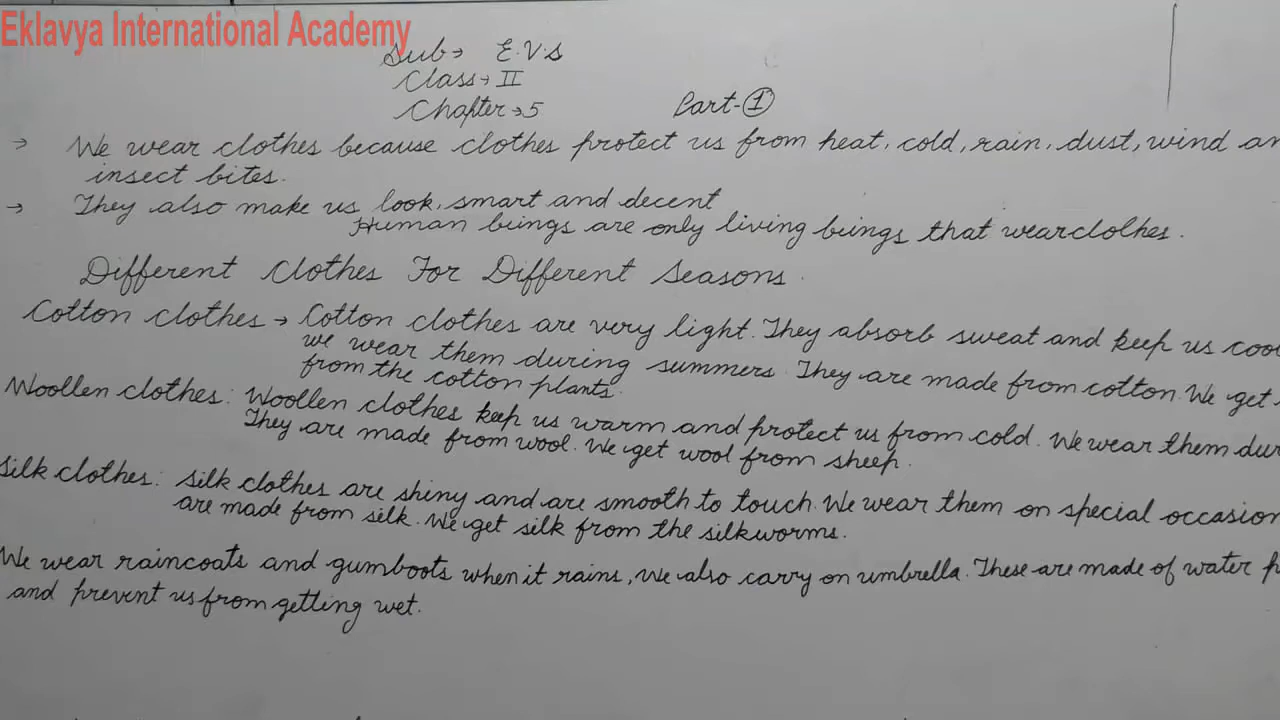 Eklavya International Academy
Sub→ E.V.S
Class→ II
Chapter→5 Part-①
→ We wear clothes because clothes protect us from heat, cold, rain, dust, wind an
insect bites.
→ They also make us look, smart and decent
Human beings are only living beings that wear clothes.
Different Clothes For Different Seasons.
Cotton clothes → Cotton clothes are very light. They absorb sweat and keep us coo
we wear them during summers. They are made from cotton. We get
from the cotton plants.
Woollen clothes: Woollen clothes keep us warm and protect us from cold. We wear them dur
They are made from wool. We get wool from sheep.
Silk clothes: Silk clothes are shiny and are smooth to touch. We wear them on special occasion
are made from silk. We get silk from the silkworms.
We wear raincoats and gumboots when it rains, We also carry on umbrella. These are made of water p
and prevent us from getting wet.